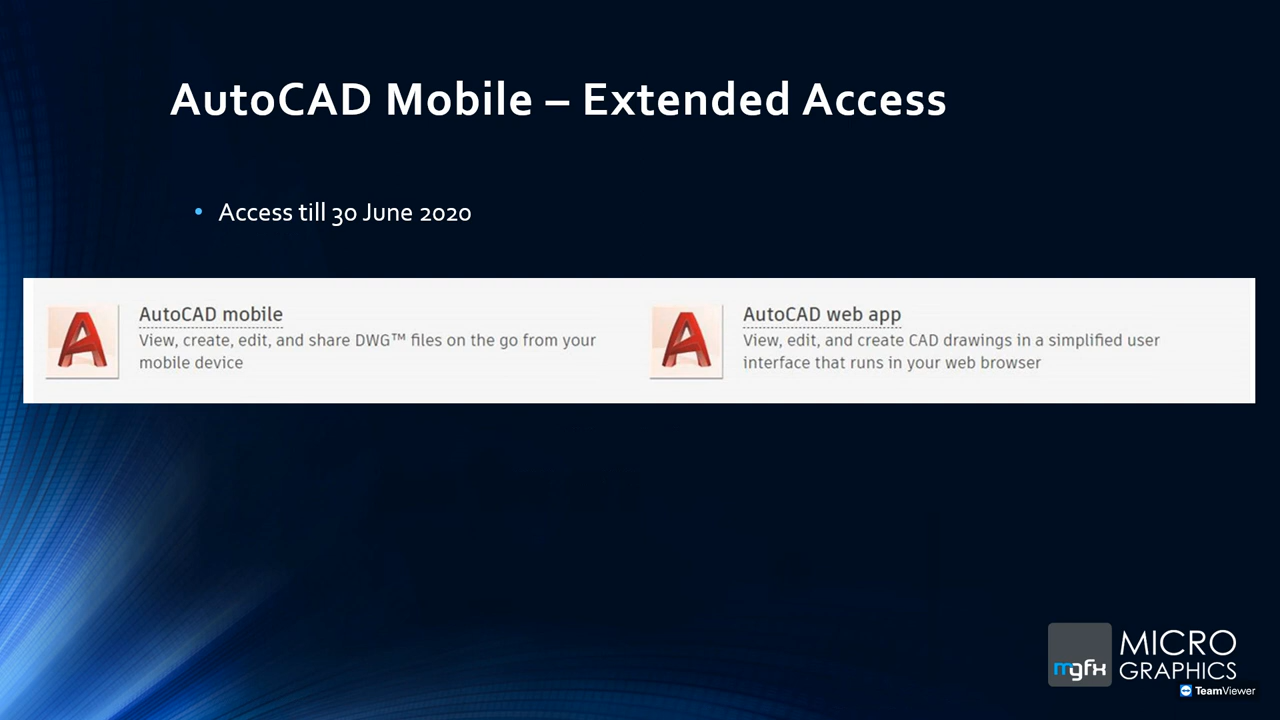 AutoCAD Mobile – Extended Access
• Access till 30 June 2020
AutoCAD mobile
View, create, edit, and share DWG™ files on the go from your
mobile device
AutoCAD web app
View, edit, and create CAD drawings in a simplified user
interface that runs in your web browser
mgfx
MICRO
GRAPHICS
TeamViewer